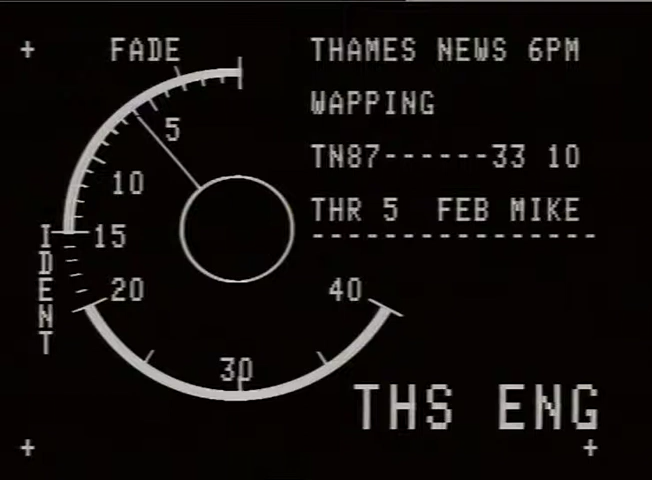 FADE
THAMES NEWS 6PM
WAPPING
TN87------33 10
THR 5 FEB MIKE
-----------------
5
10
15
20
30
40
IDENT
THS ENG